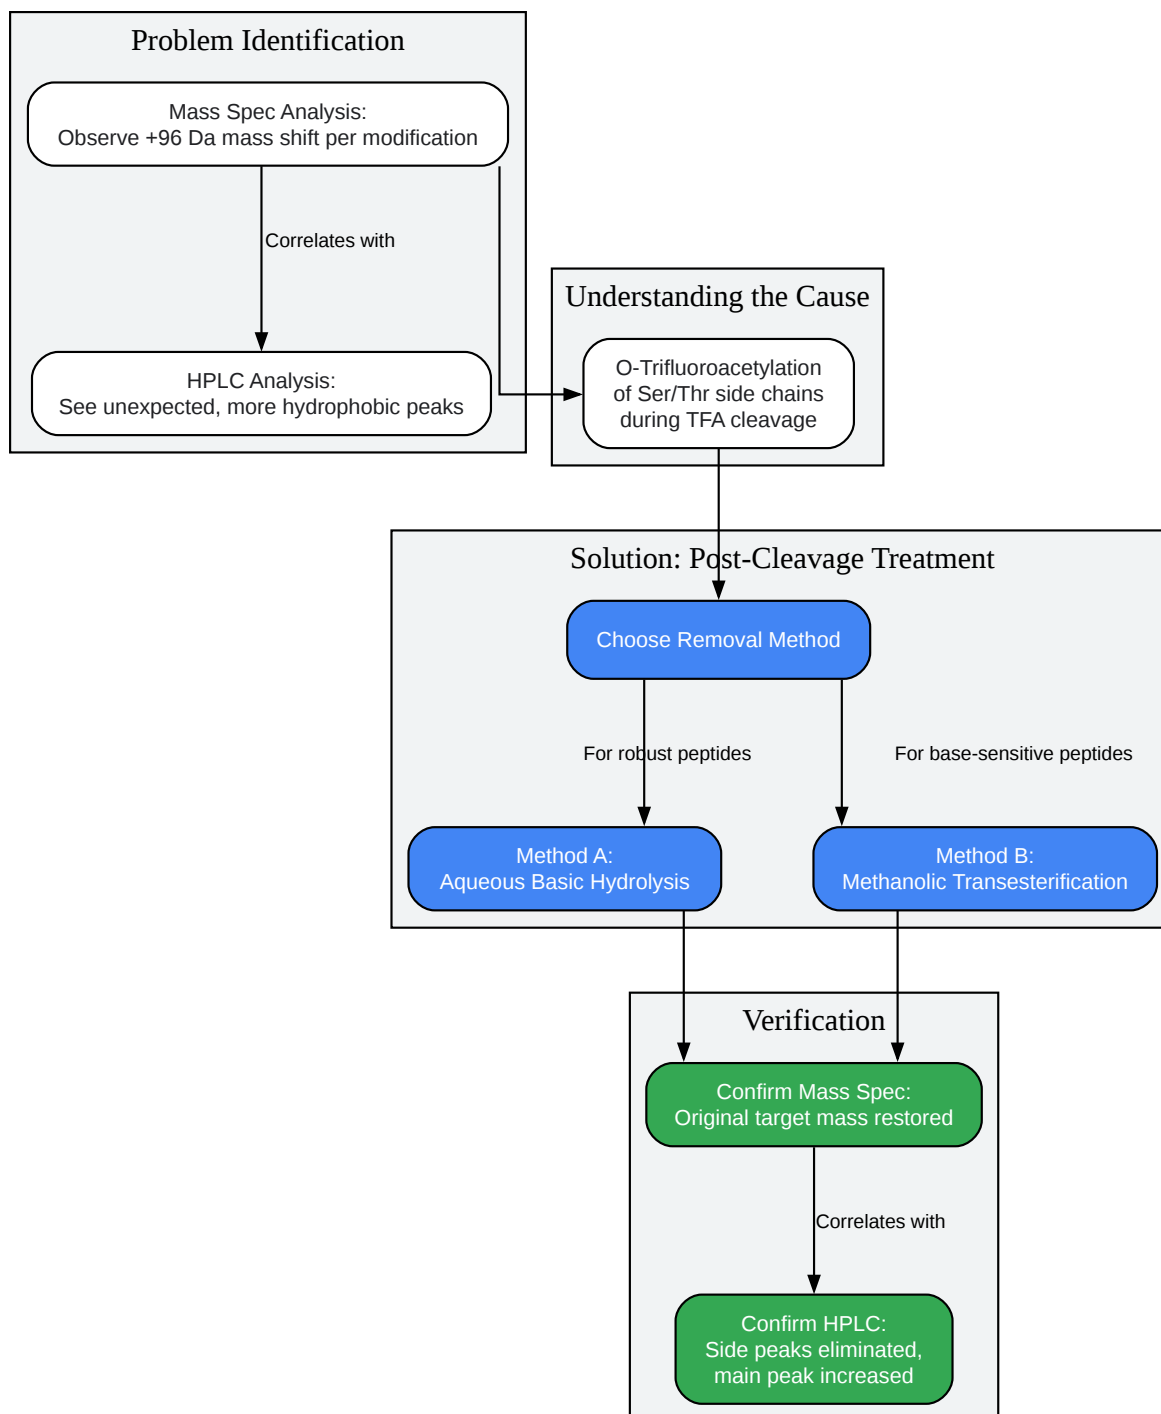 Problem Identification
Mass Spec Analysis:
Observe +96 Da mass shift per modification
Correlates with
HPLC Analysis:
See unexpected, more hydrophobic peaks
Understanding the Cause
O-Trifluoroacetylation
of Ser/Thr side chains
during TFA cleavage
Solution: Post-Cleavage Treatment
Choose Removal Method
For robust peptides
For base-sensitive peptides
Method A:
Aqueous Basic Hydrolysis
Method B:
Methanolic Transesterification
Verification
Confirm Mass Spec:
Original target mass restored
Correlates with
Confirm HPLC:
Side peaks eliminated,
main peak increased